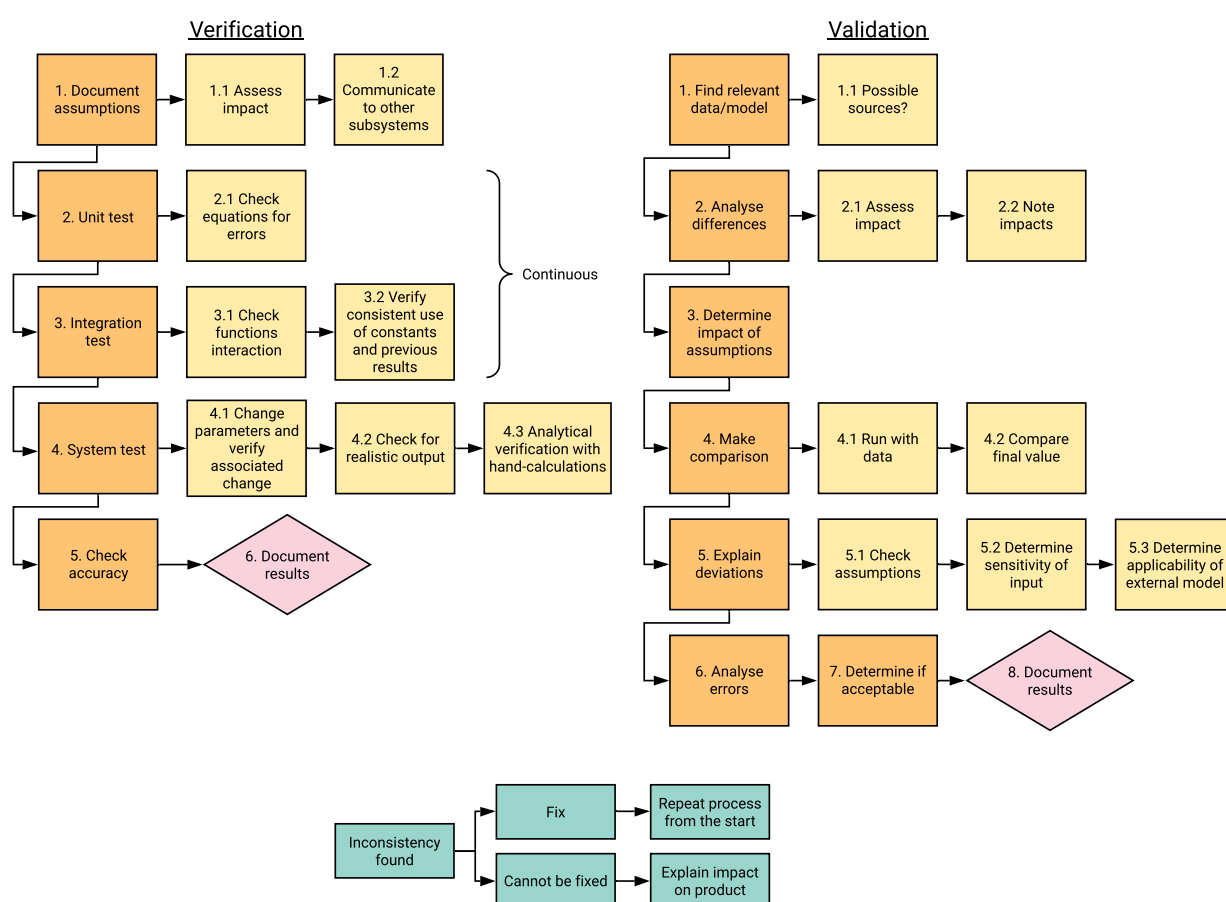 Verification
1. Document
assumptions
1.1 Assess
impact
1.2
Communicate
to other
subsystems
2. Unit test
2.1 Check
equations for
errors
3. Integration
test
3.1 Check
functions
interaction
3.2 Verify
consistent use
of constants
and previous
results
Continuous
4. System test
4.1 Change
parameters and
verify
associated
change
4.2 Check for
realistic output
4.3 Analytical
verification with
hand-calculations
5. Check
accuracy
6. Document
results
Validation
1. Find relevant
data/model
1.1 Possible
sources?
2. Analyse
differences
2.1 Assess
impact
2.2 Note
impacts
3. Determine
impact of
assumptions
4. Make
comparison
4.1 Run with
data
4.2 Compare
final value
5. Explain
deviations
5.1 Check
assumptions
5.2 Determine
sensitivity of
input
5.3 Determine
applicability of
external model
6. Analyse
errors
7. Determine if
acceptable
8. Document
results
Inconsistency
found
Fix
Repeat process
from the start
Cannot be fixed
Explain impact
on product